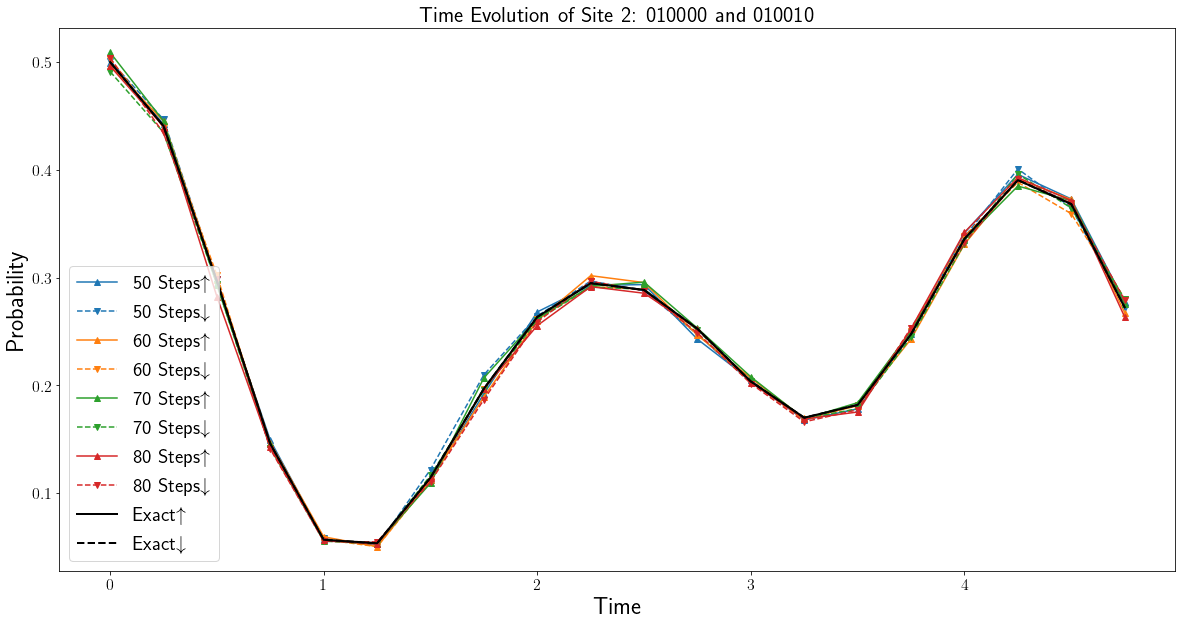 Time Evolution of Site 2: 010000 and 010010
Probability
0.5
0.4
0.3
0.2
0.1
50 Steps↑
50 Steps↓
60 Steps↑
60 Steps↓
70 Steps↑
70 Steps↓
80 Steps↑
80 Steps↓
Exact↑
Exact↓
0 1 2 3 4
Time